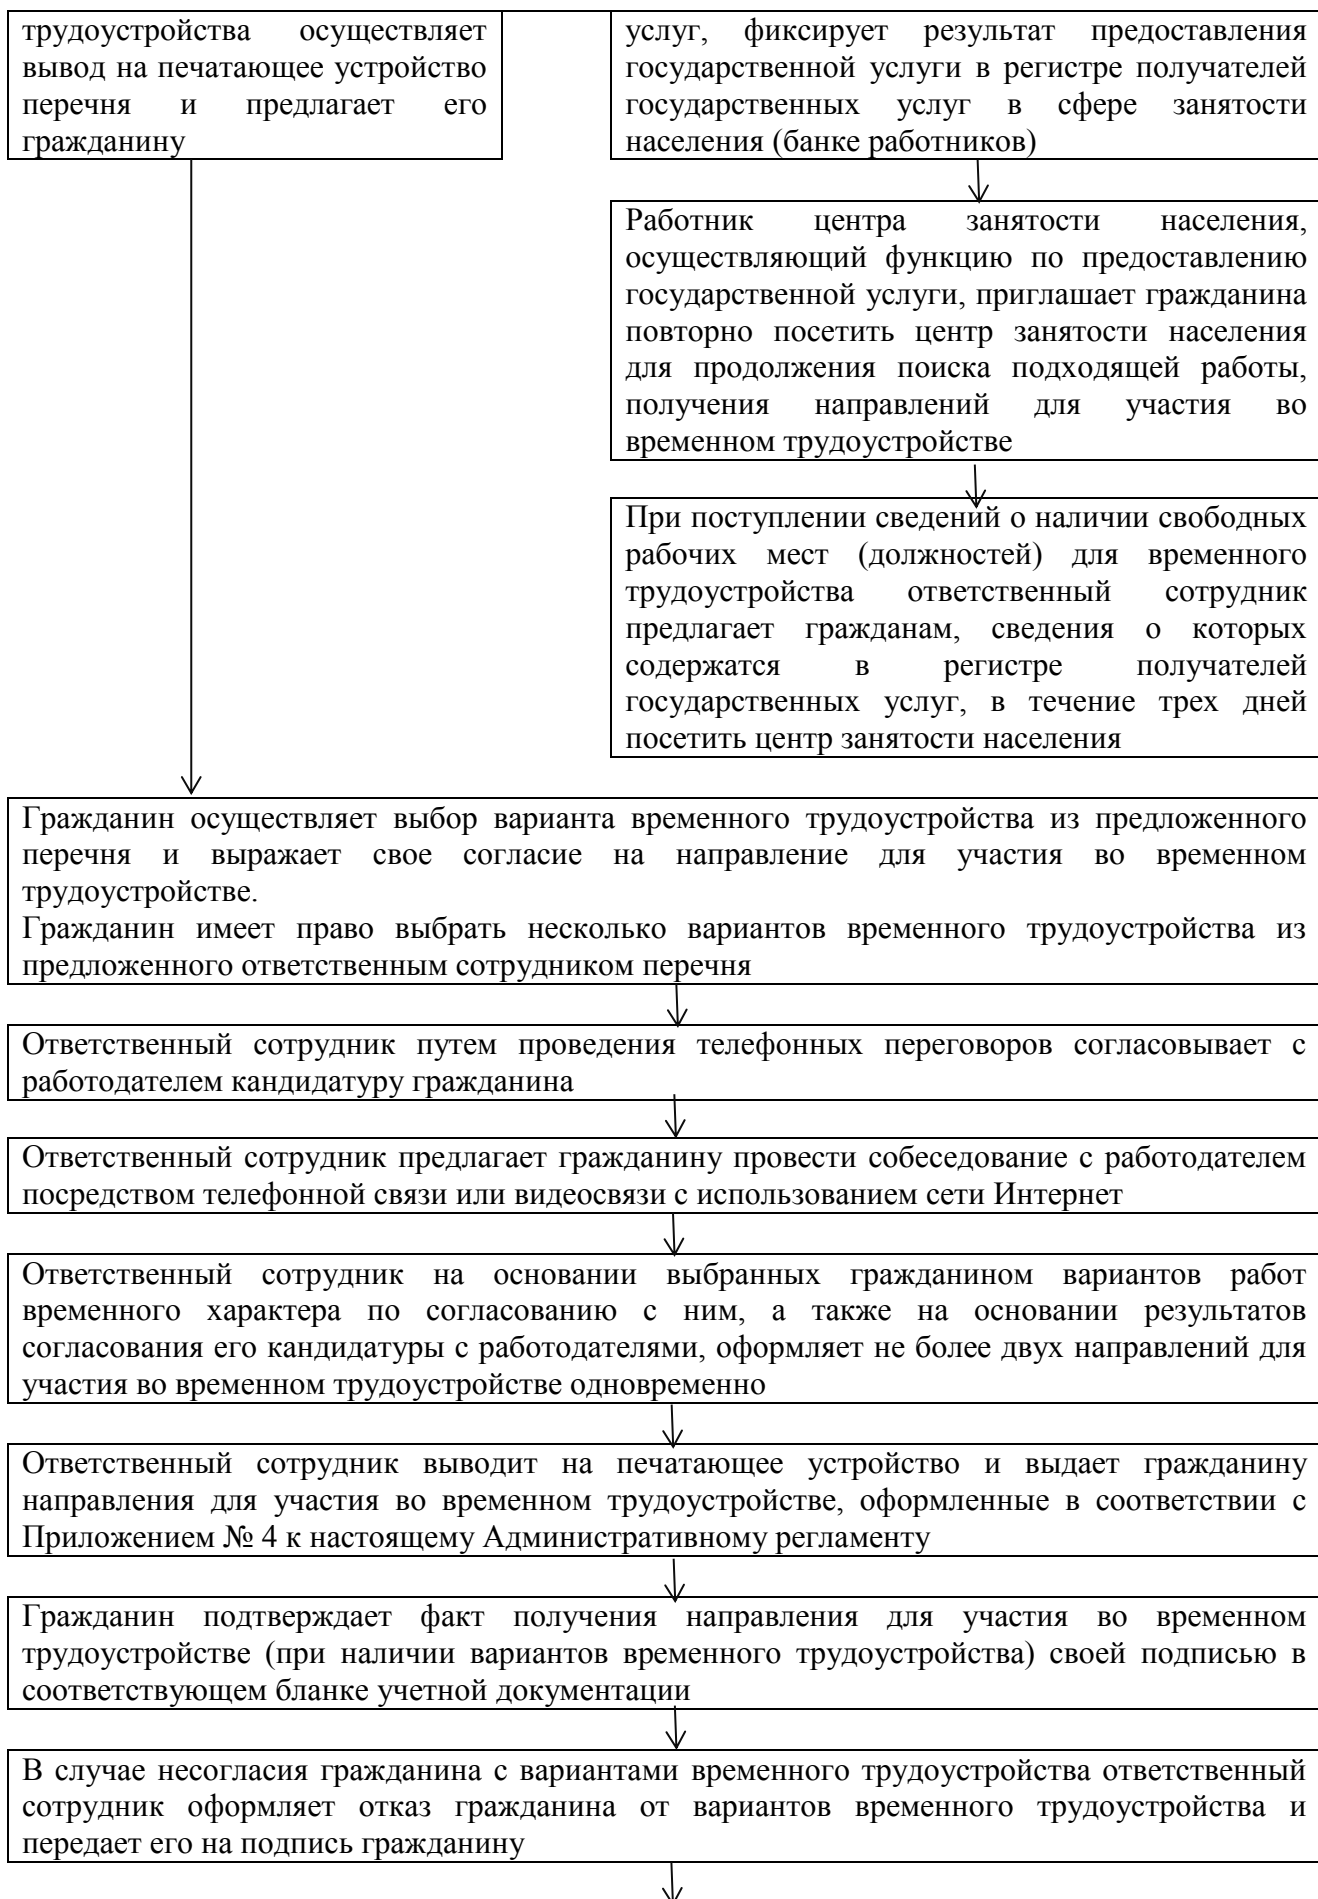 трудоустройства осуществляет
вывод на печатающее устройство
перечня и предлагает его
гражданину
услуг, фиксирует результат предоставления
государственной услуги в регистре получателей
государственных услуг в сфере занятости
населения (банке работников)
Работник центра занятости населения,
осуществляющий функцию по предоставлению
государственной услуги, приглашает гражданина
повторно посетить центр занятости населения
для продолжения поиска подходящей работы,
получения направлений для участия во
временном трудоустройстве
При поступлении сведений о наличии свободных
рабочих мест (должностей) для временного
трудоустройства ответственный сотрудник
предлагает гражданам, сведения о которых
содержатся в регистре получателей
государственных услуг, в течение трех дней
посетить центр занятости населения
Гражданин осуществляет выбор варианта временного трудоустройства из предложенного
перечня и выражает свое согласие на направление для участия во временном
трудоустройстве.
Гражданин имеет право выбрать несколько вариантов временного трудоустройства из
предложенного ответственным сотрудником перечня
Ответственный сотрудник путем проведения телефонных переговоров согласовывает с
работодателем кандидатуру гражданина
Ответственный сотрудник предлагает гражданину провести собеседование с работодателем
посредством телефонной связи или видеосвязи с использованием сети Интернет
Ответственный сотрудник на основании выбранных гражданином вариантов работ
временного характера по согласованию с ним, а также на основании результатов
согласования его кандидатуры с работодателями, оформляет не более двух направлений для
участия во временном трудоустройстве одновременно
Ответственный сотрудник выводит на печатающее устройство и выдает гражданину
направления для участия во временном трудоустройстве, оформленные в соответствии с
Приложением № 4 к настоящему Административному регламенту
Гражданин подтверждает факт получения направления для участия во временном
трудоустройстве (при наличии вариантов временного трудоустройства) своей подписью в
соответствующем бланке учетной документации
В случае несогласия гражданина с вариантами временного трудоустройства ответственный
сотрудник оформляет отказ гражданина от вариантов временного трудоустройства и
передает его на подпись гражданину